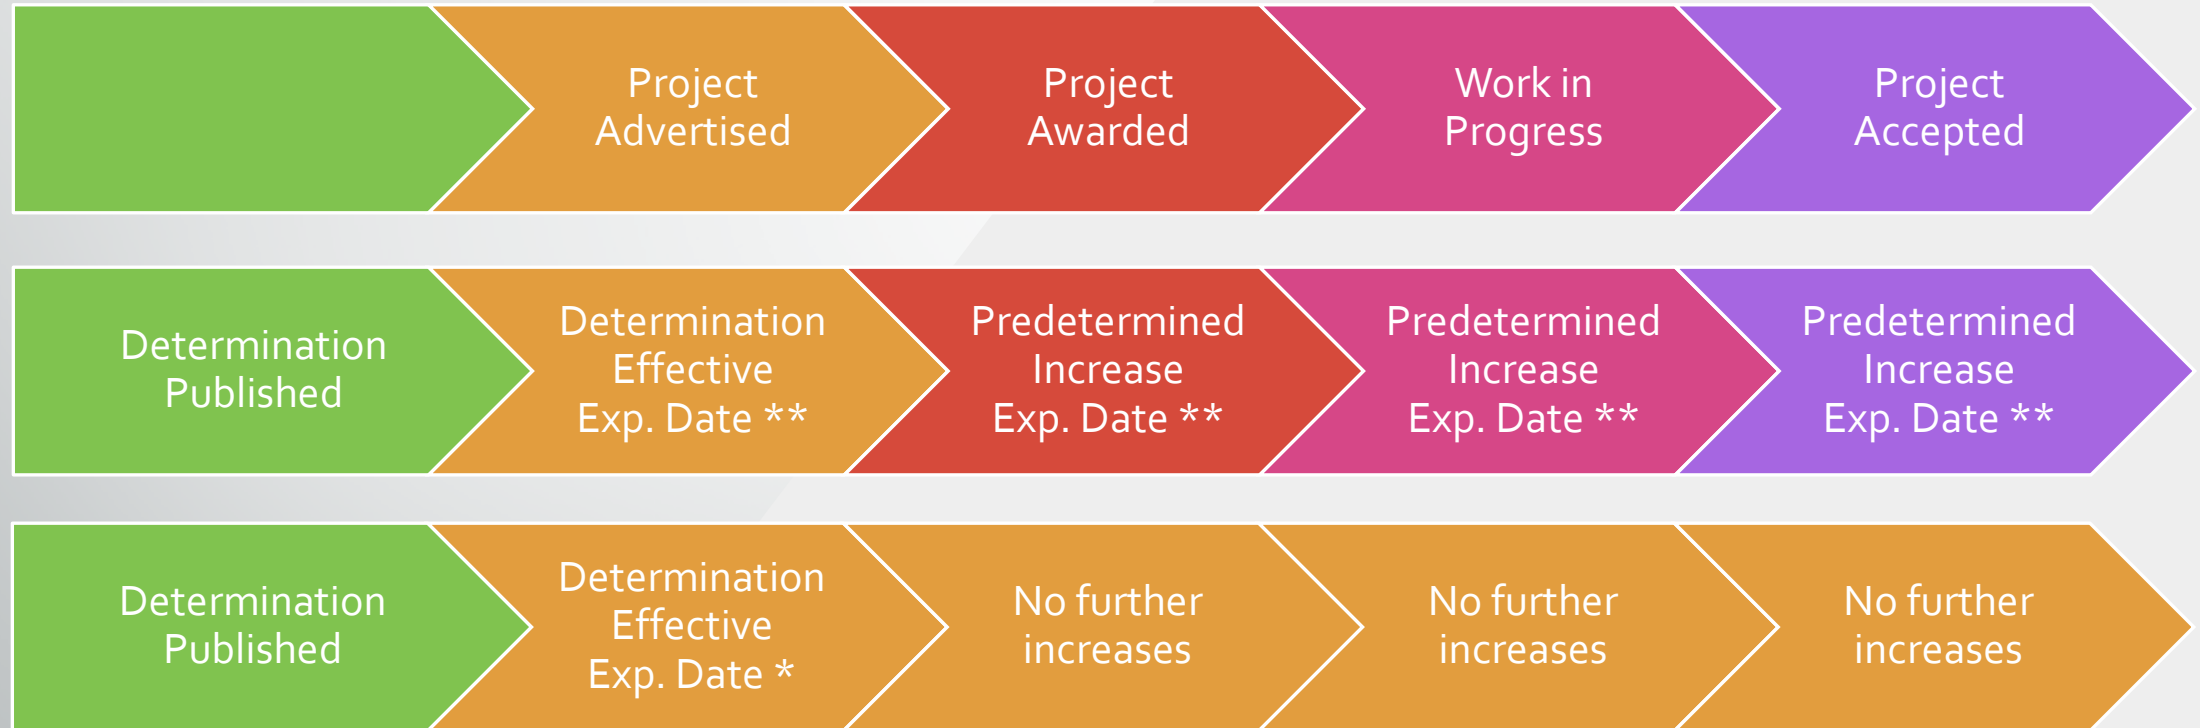 Project
Advertised
Project
Awarded
Work in
Progress
Project
Accepted
Determination
Published
Determination
Effective
Exp. Date **
Predetermined
Increase
Exp. Date **
Predetermined
Increase
Exp. Date **
Predetermined
Increase
Exp. Date **
Determination
Published
Determination
Effective
Exp. Date *
No further
increases
No further
increases
No further
increases